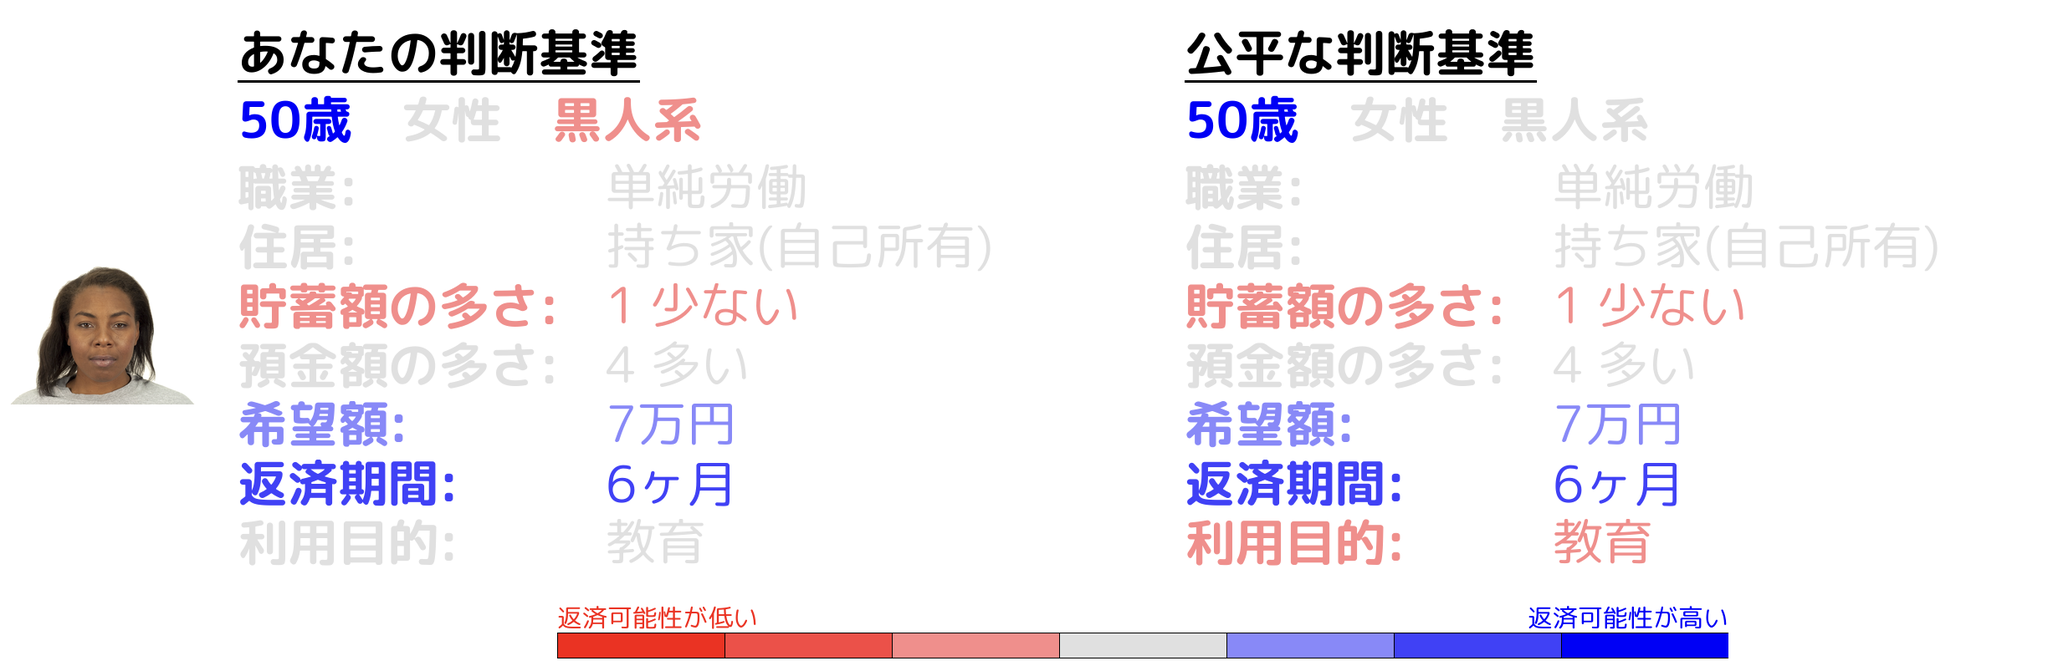 あなたの判断基準
50歳 女性 黒人系
職業: 単純労働
住居: 持ち家(自己所有)
貯蓄額の多さ: 1 少ない
預金額の多さ: 4 多い
希望額: 7万円
返済期間: 6ヶ月
利用目的: 教育
公平な判断基準
50歳 女性 黒人系
職業: 単純労働
住居: 持ち家(自己所有)
貯蓄額の多さ: 1 少ない
預金額の多さ: 4 多い
希望額: 7万円
返済期間: 6ヶ月
利用目的: 教育
返済可能性が低い
返済可能性が高い